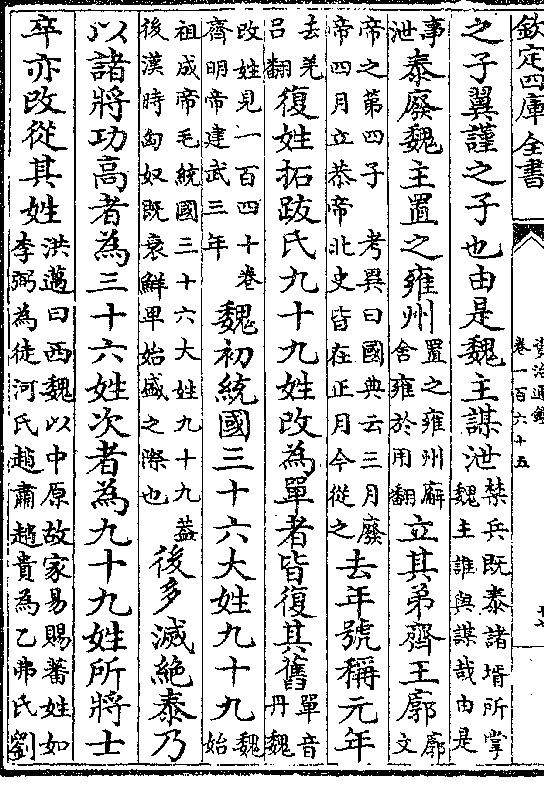 欽定四庫全書
資治通鑑
卷一百六十五
之子翼謹之子也由是魏主謀泄禁兵既泰諸壻所掌魏主誰與謀哉由是
事泄泰廢魏主置之雍州置之雍州廨舍雍於用翻立其弟齊王廓廓文
帝之第四子 考異曰國典云三月廢帝四月立恭帝北史皆在正月今從之去年號稱元年
去羌吕翻復姓拓跋氏九十九姓改為單者皆復其舊單音丹魏
改姓見一百四十卷齊明帝建武三年魏初統國三十六大姓九十九魏始
祖成帝毛統國三十六大姓九十九蓋後漢時匈奴既衰鮮卑始盛之際也後多滅絶泰乃
以諸將功高者為三十六姓次者為九十九姓所將士
卒亦改從其姓洪邁曰西魏以中原故家易賜蕃姓如李弼為徒河氏趙肅趙貴為乙弗氏劉